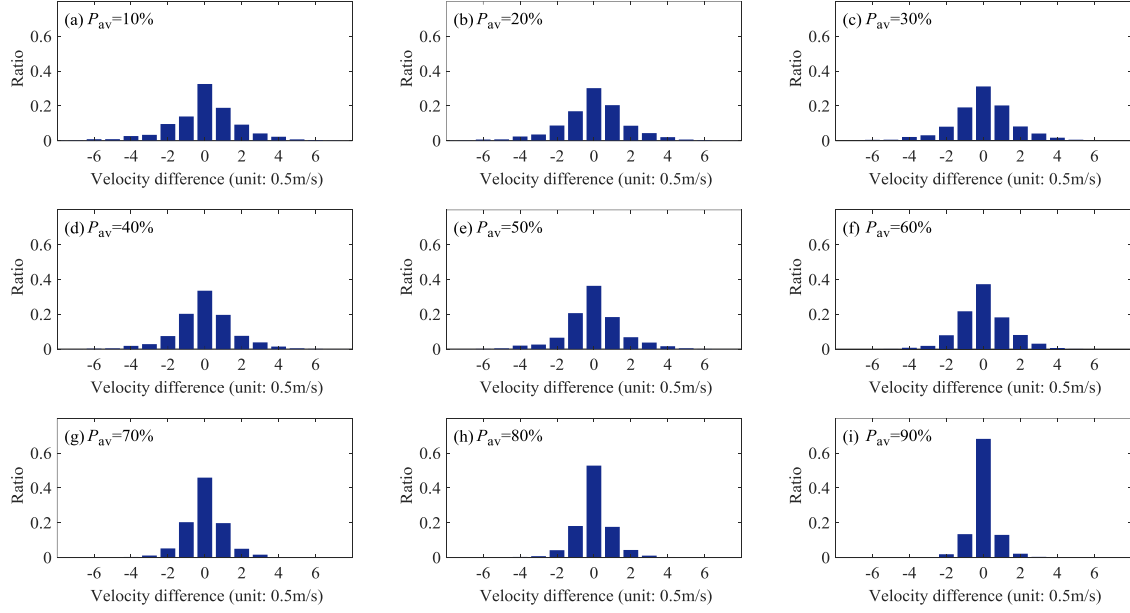 (a) P_av=10%
0.6
0.4
0.2
0
Ratio
-6 -4 -2 0 2 4 6
Velocity difference (unit: 0.5m/s)
(b) P_av=20%
0.6
0.4
0.2
0
Ratio
-6 -4 -2 0 2 4 6
Velocity difference (unit: 0.5m/s)
(c) P_av=30%
0.6
0.4
0.2
0
Ratio
-6 -4 -2 0 2 4 6
Velocity difference (unit: 0.5m/s)
(d) P_av=40%
0.6
0.4
0.2
0
Ratio
-6 -4 -2 0 2 4 6
Velocity difference (unit: 0.5m/s)
(e) P_av=50%
0.6
0.4
0.2
0
Ratio
-6 -4 -2 0 2 4 6
Velocity difference (unit: 0.5m/s)
(f) P_av=60%
0.6
0.4
0.2
0
Ratio
-6 -4 -2 0 2 4 6
Velocity difference (unit: 0.5m/s)
(g) P_av=70%
0.6
0.4
0.2
0
Ratio
-6 -4 -2 0 2 4 6
Velocity difference (unit: 0.5m/s)
(h) P_av=80%
0.6
0.4
0.2
0
Ratio
-6 -4 -2 0 2 4 6
Velocity difference (unit: 0.5m/s)
(i) P_av=90%
0.6
0.4
0.2
0
Ratio
-6 -4 -2 0 2 4 6
Velocity difference (unit: 0.5m/s)